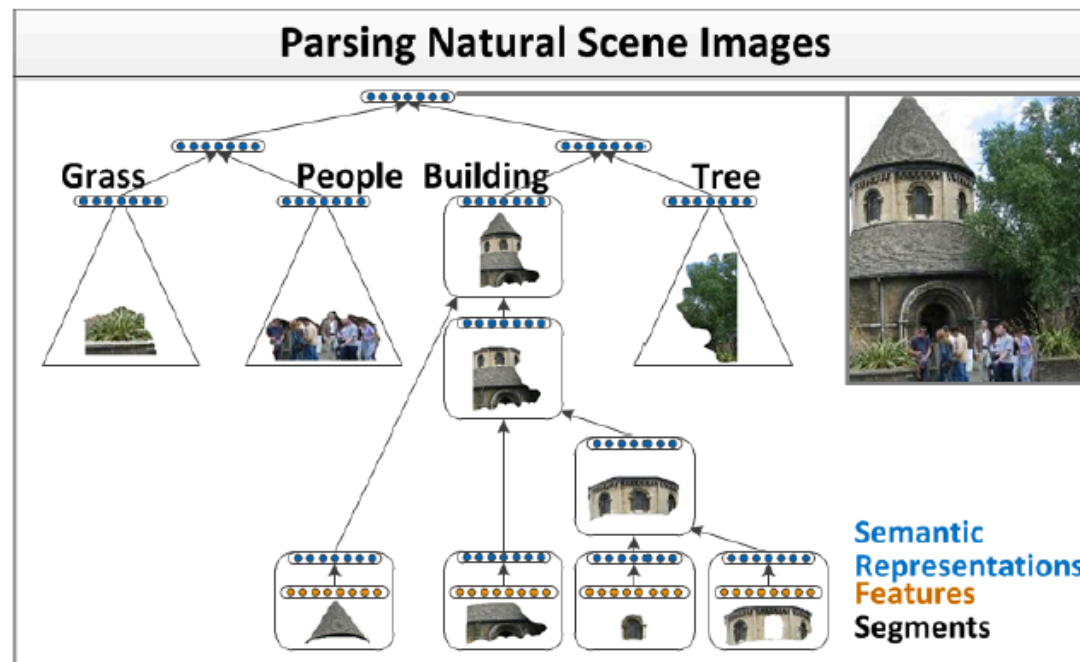 Parsing Natural Scene Images
Grass
People
Building
Tree
Semantic
Representations
Features
Segments